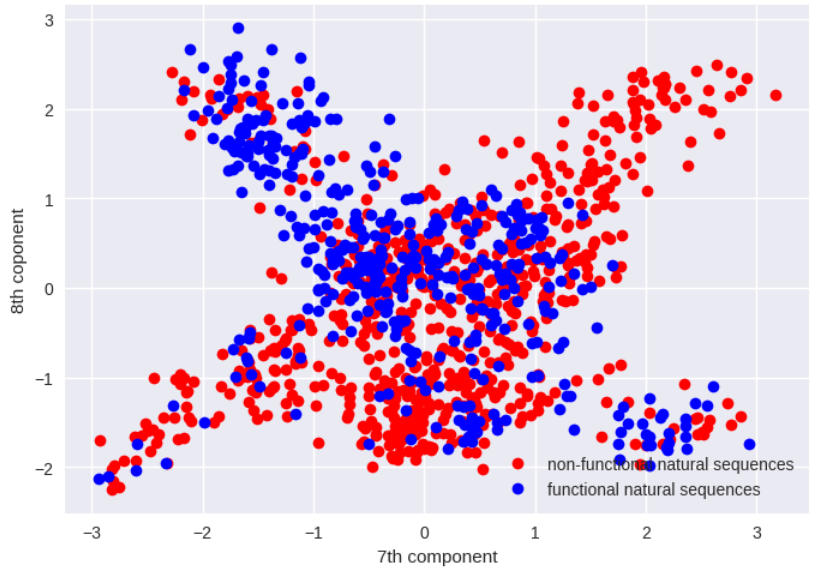 3
2
1
0
−1
−2
8th coponent
non-functional natural sequences
functional natural sequences
−3 −2 −1 0 1 2 3
7th component